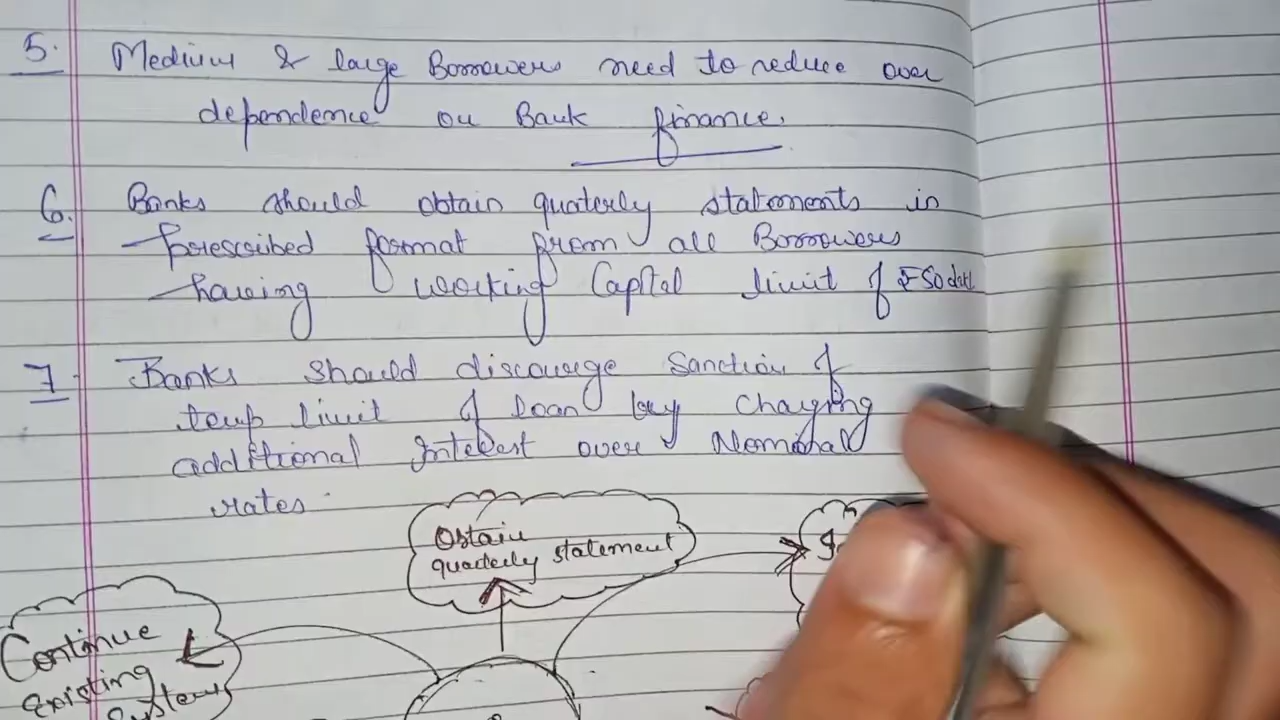 5. Medium & large Borrowers need to reduce over
dependence on Bank finance.
6. Banks should obtain quaterly statements in
prescribed format from all Borrowers
having working Capital limit of ₹50
7. Banks should discourge Sanction of
temp limit of loan by Charging
additional Interest over Nominal
rates.
Obtain
quaterly statement
Continue
existing
System